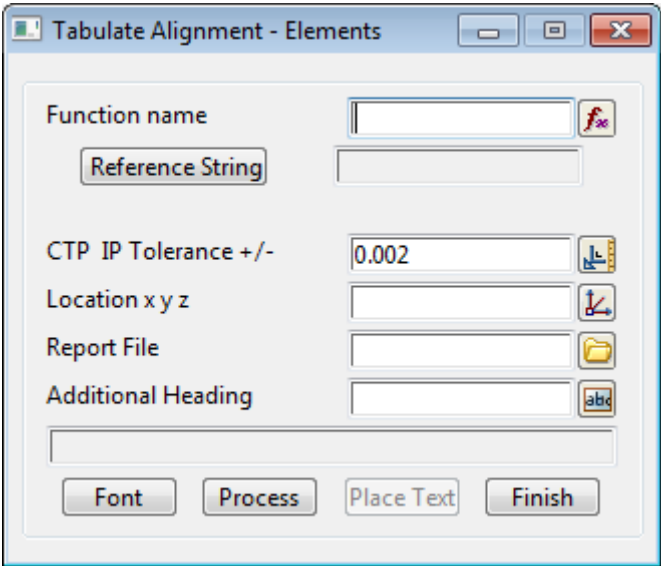 Tabulate Alignment - Elements
Function name
Reference String
CTP  IP Tolerance +/- 0.002
Location x y z
Report File
Additional Heading abc
Font Process Place Text Finish